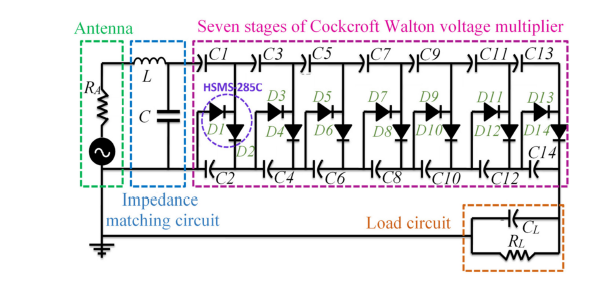 Antenna
Seven stages of Cockcroft Walton voltage multiplier
C1 C3 C5 C7 C9 C11 C13
L
RA
HSMS 285C
C
D1 D3 D5 D7 D9 D11 D13
D2 D4 D6 D8 D10 D12 D14
C2 C4 C6 C8 C10 C12 C14
Impedance
matching circuit
Load circuit
CL
RL